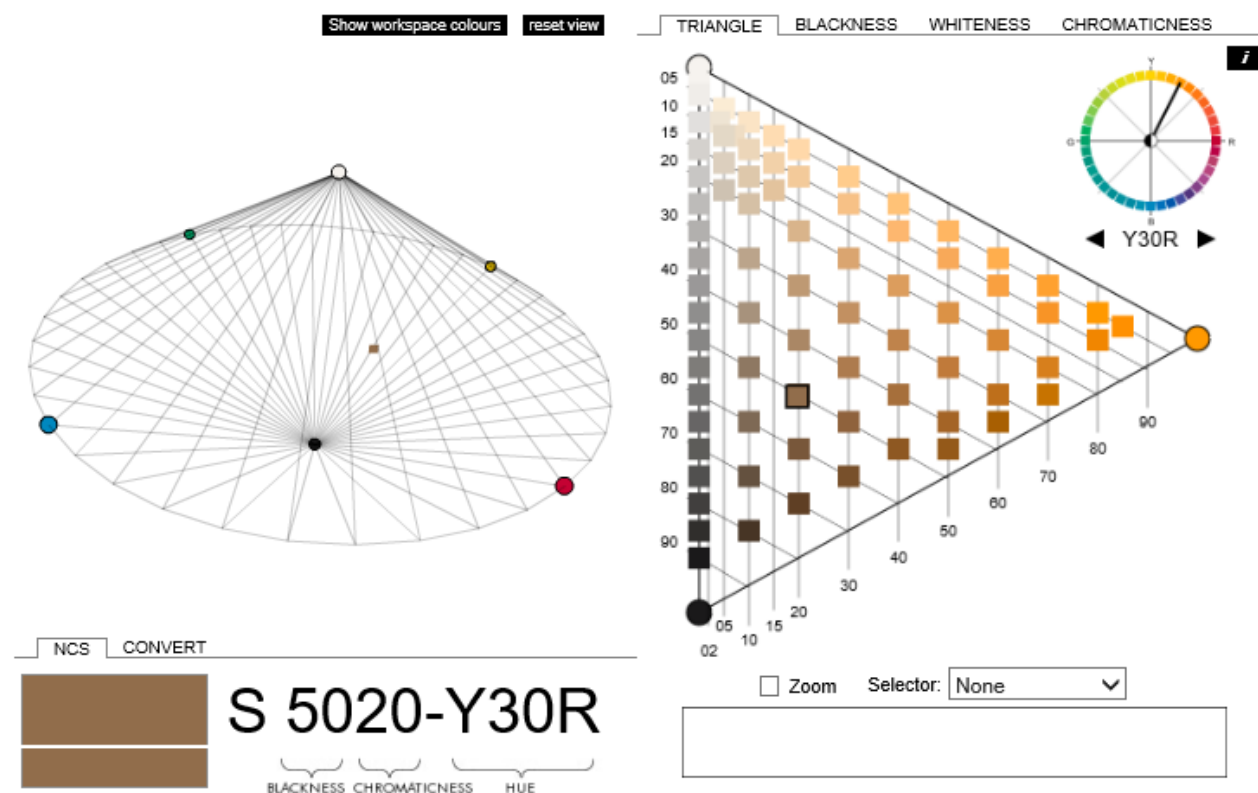 Show workspace colours reset view
TRIANGLE BLACKNESS WHITENESS CHROMATICNESS
i
05
10
15
20
30
40
50
60
70
80
90
Y
G
R
B
Y30R
90
80
70
60
50
40
30
20
15
10
05
02
NCS CONVERT
S 5020-Y30R
BLACKNESS CHROMATICNESS HUE
Zoom Selector: None